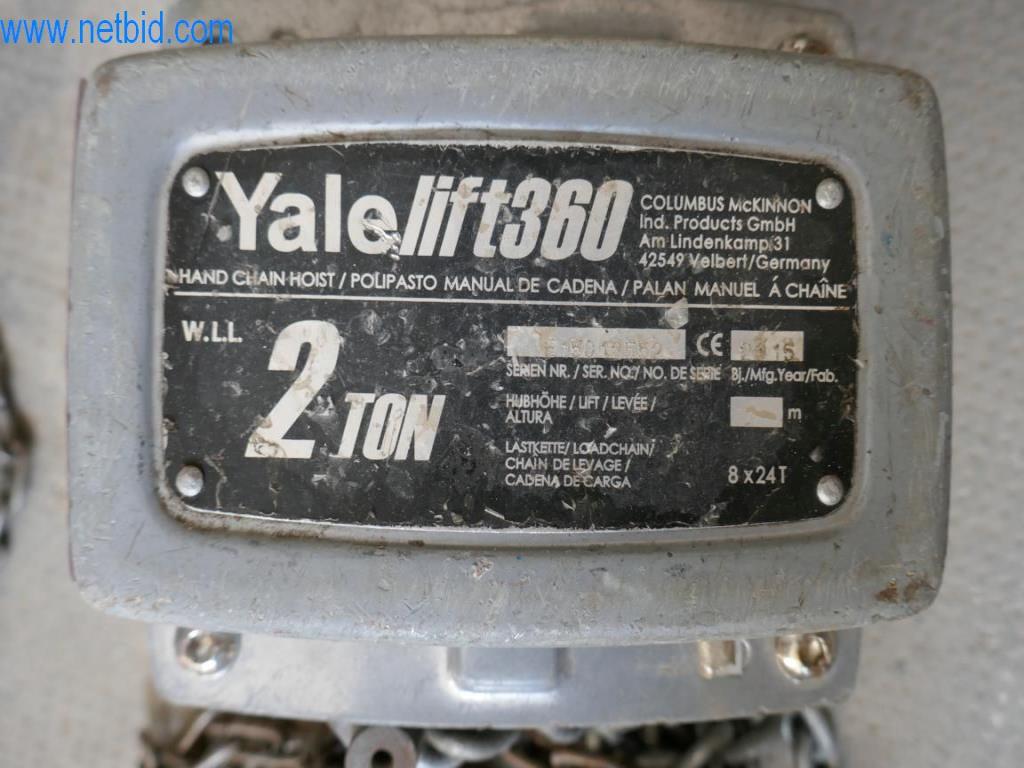 www.netbid.com
Yalelift360
COLUMBUS McKINNON
Ind. Products GmbH
Am Lindenkamp 31
42549 Velbert/Germany
HAND CHAIN HOIST / POLIPASTO MANUAL DE CADENA / PALAN MANUEL Á CHAÎNE
W.L.L.
2 TON
CE
SERIEN NR. / SER. NO./ NO. DE SERIE Bj./Mfg.Year/Fab.
HUBHÖHE / LIFT / LEVÉE /
ALTURA
m
LASTKETTE/ LOADCHAIN/
CHAIN DE LEVAGE /
CADENA DE CARGA
8 x 24 T